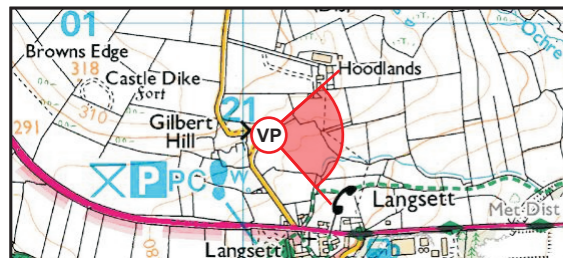 01
Browns Edge
318
Castle Dike
Fort
310
291
Hoodlands
Ochre
21
Gilbert
Hill
VP
P PC
W.
Langsett
Met Dist
Langsett